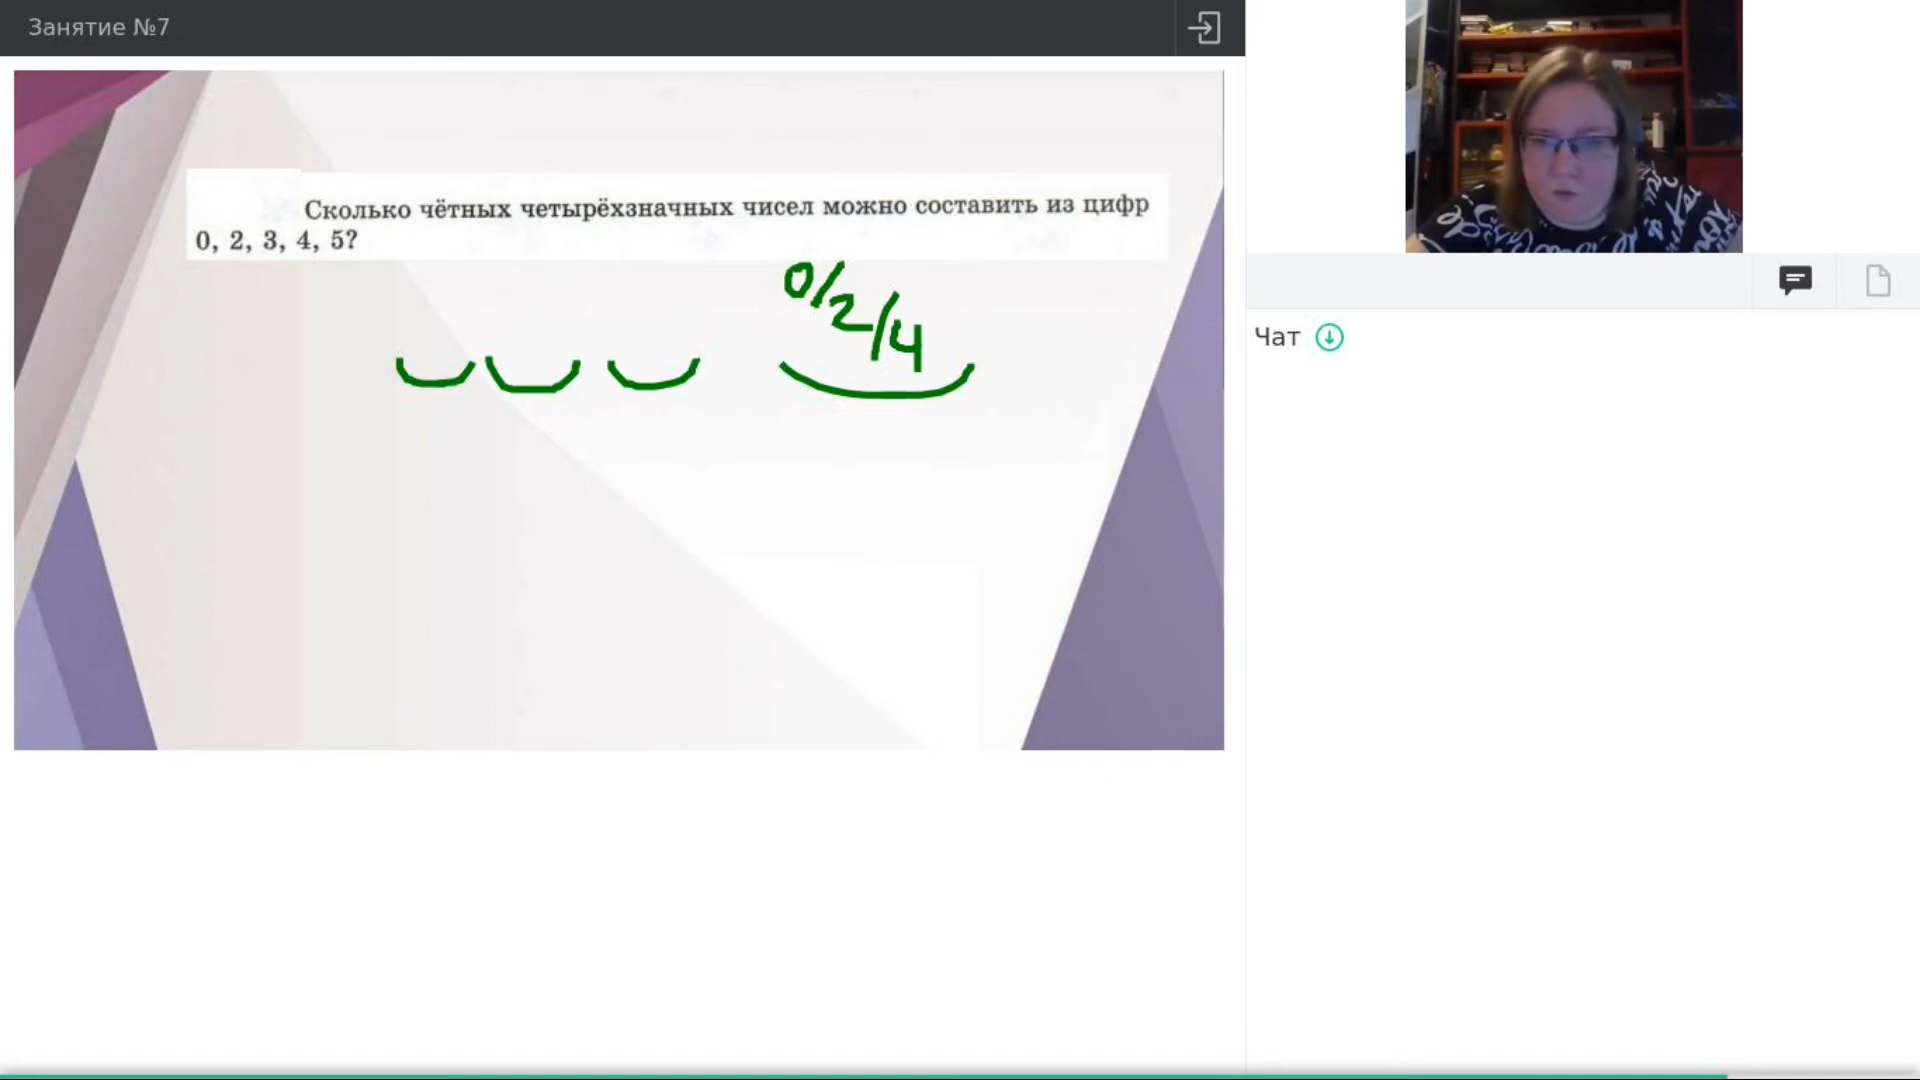 Занятие №7
Сколько чётных четырёхзначных чисел можно составить из цифр
0, 2, 3, 4, 5?
0/2/4
Чат